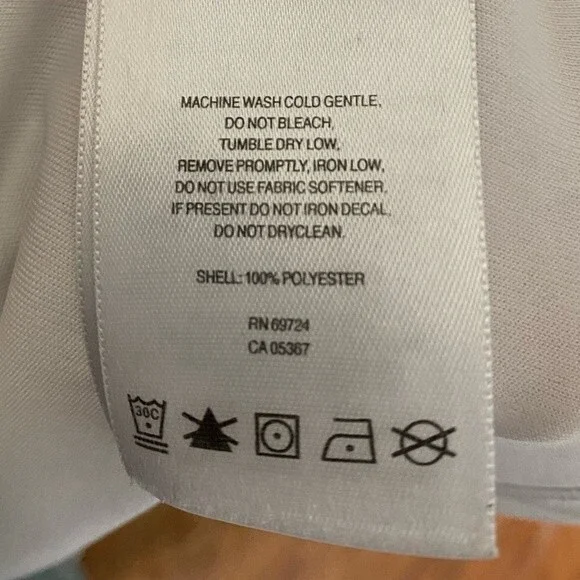 MACHINE WASH COLD GENTLE,
DO NOT BLEACH,
TUMBLE DRY LOW,
REMOVE PROMPTLY, IRON LOW,
DO NOT USE FABRIC SOFTENER.
IF PRESENT DO NOT IRON DECAL,
DO NOT DRYCLEAN.
SHELL: 100% POLYESTER
RN 69724
CA 05367
30C